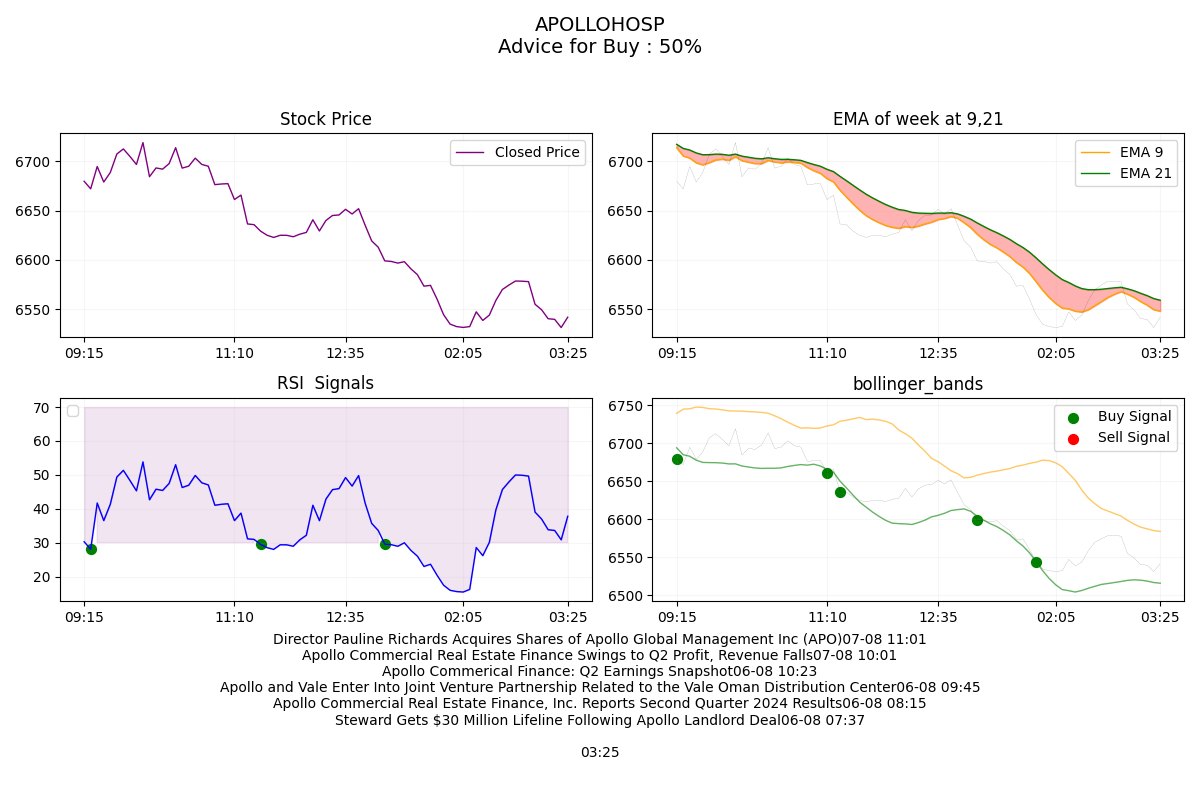 APOLLOHOSP
Advice for Buy : 50%
Stock Price
Closed Price
6700
6650
6600
6550
09:15 11:10 12:35 02:05 03:25
EMA of week at 9,21
EMA 9
EMA 21
6700
6650
6600
6550
09:15 11:10 12:35 02:05 03:25
RSI  Signals
70
60
50
40
30
20
09:15 11:10 12:35 02:05 03:25
bollinger_bands
Buy Signal
Sell Signal
6750
6700
6650
6600
6550
6500
09:15 11:10 12:35 02:05 03:25
Director Pauline Richards Acquires Shares of Apollo Global Management Inc (APO)07-08 11:01
Apollo Commercial Real Estate Finance Swings to Q2 Profit, Revenue Falls07-08 10:01
Apollo Commerical Finance: Q2 Earnings Snapshot06-08 10:23
Apollo and Vale Enter Into Joint Venture Partnership Related to the Vale Oman Distribution Center06-08 09:45
Apollo Commercial Real Estate Finance, Inc. Reports Second Quarter 2024 Results06-08 08:15
Steward Gets $30 Million Lifeline Following Apollo Landlord Deal06-08 07:37
03:25